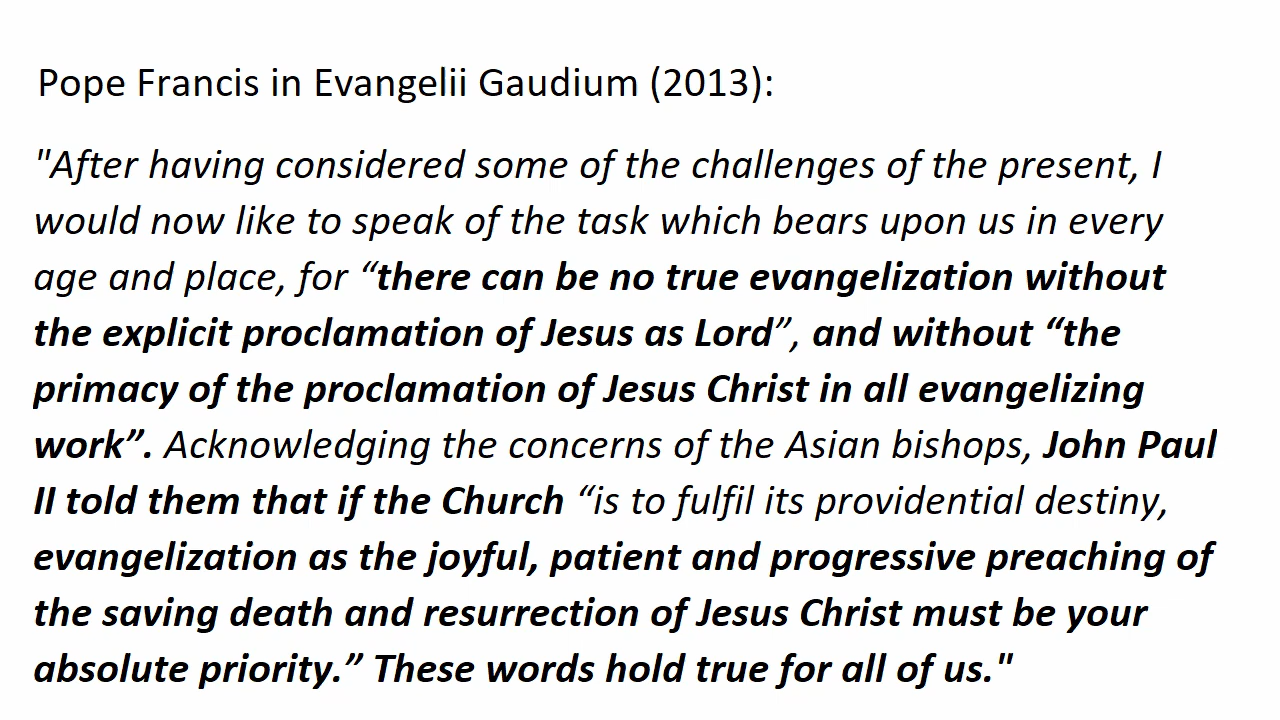 Pope Francis in Evangelii Gaudium (2013):
"After having considered some of the challenges of the present, I
would now like to speak of the task which bears upon us in every
age and place, for “there can be no true evangelization without
the explicit proclamation of Jesus as Lord”, and without “the
primacy of the proclamation of Jesus Christ in all evangelizing
work”. Acknowledging the concerns of the Asian bishops, John Paul
II told them that if the Church “is to fulfil its providential destiny,
evangelization as the joyful, patient and progressive preaching of
the saving death and resurrection of Jesus Christ must be your
absolute priority.” These words hold true for all of us."